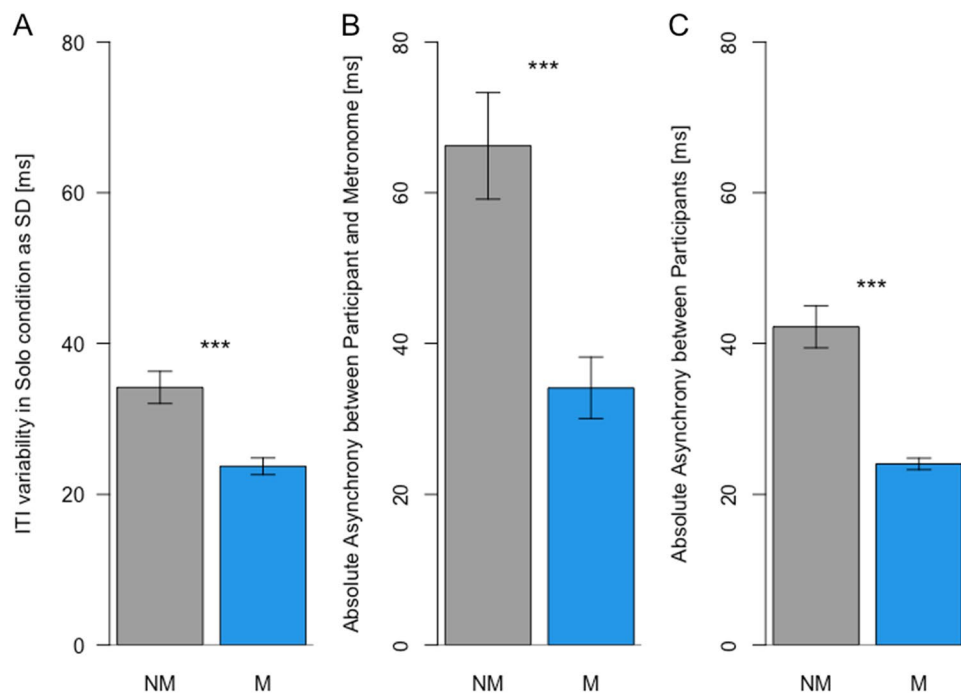 A
ITI variability in Solo condition as SD [ms]
80
60
40
20
0
***
NM
M
B
Absolute Asynchrony between Participant and Metronome [ms]
80
60
40
20
0
***
NM
M
C
Absolute Asynchrony between Participants [ms]
80
60
40
20
0
***
NM
M